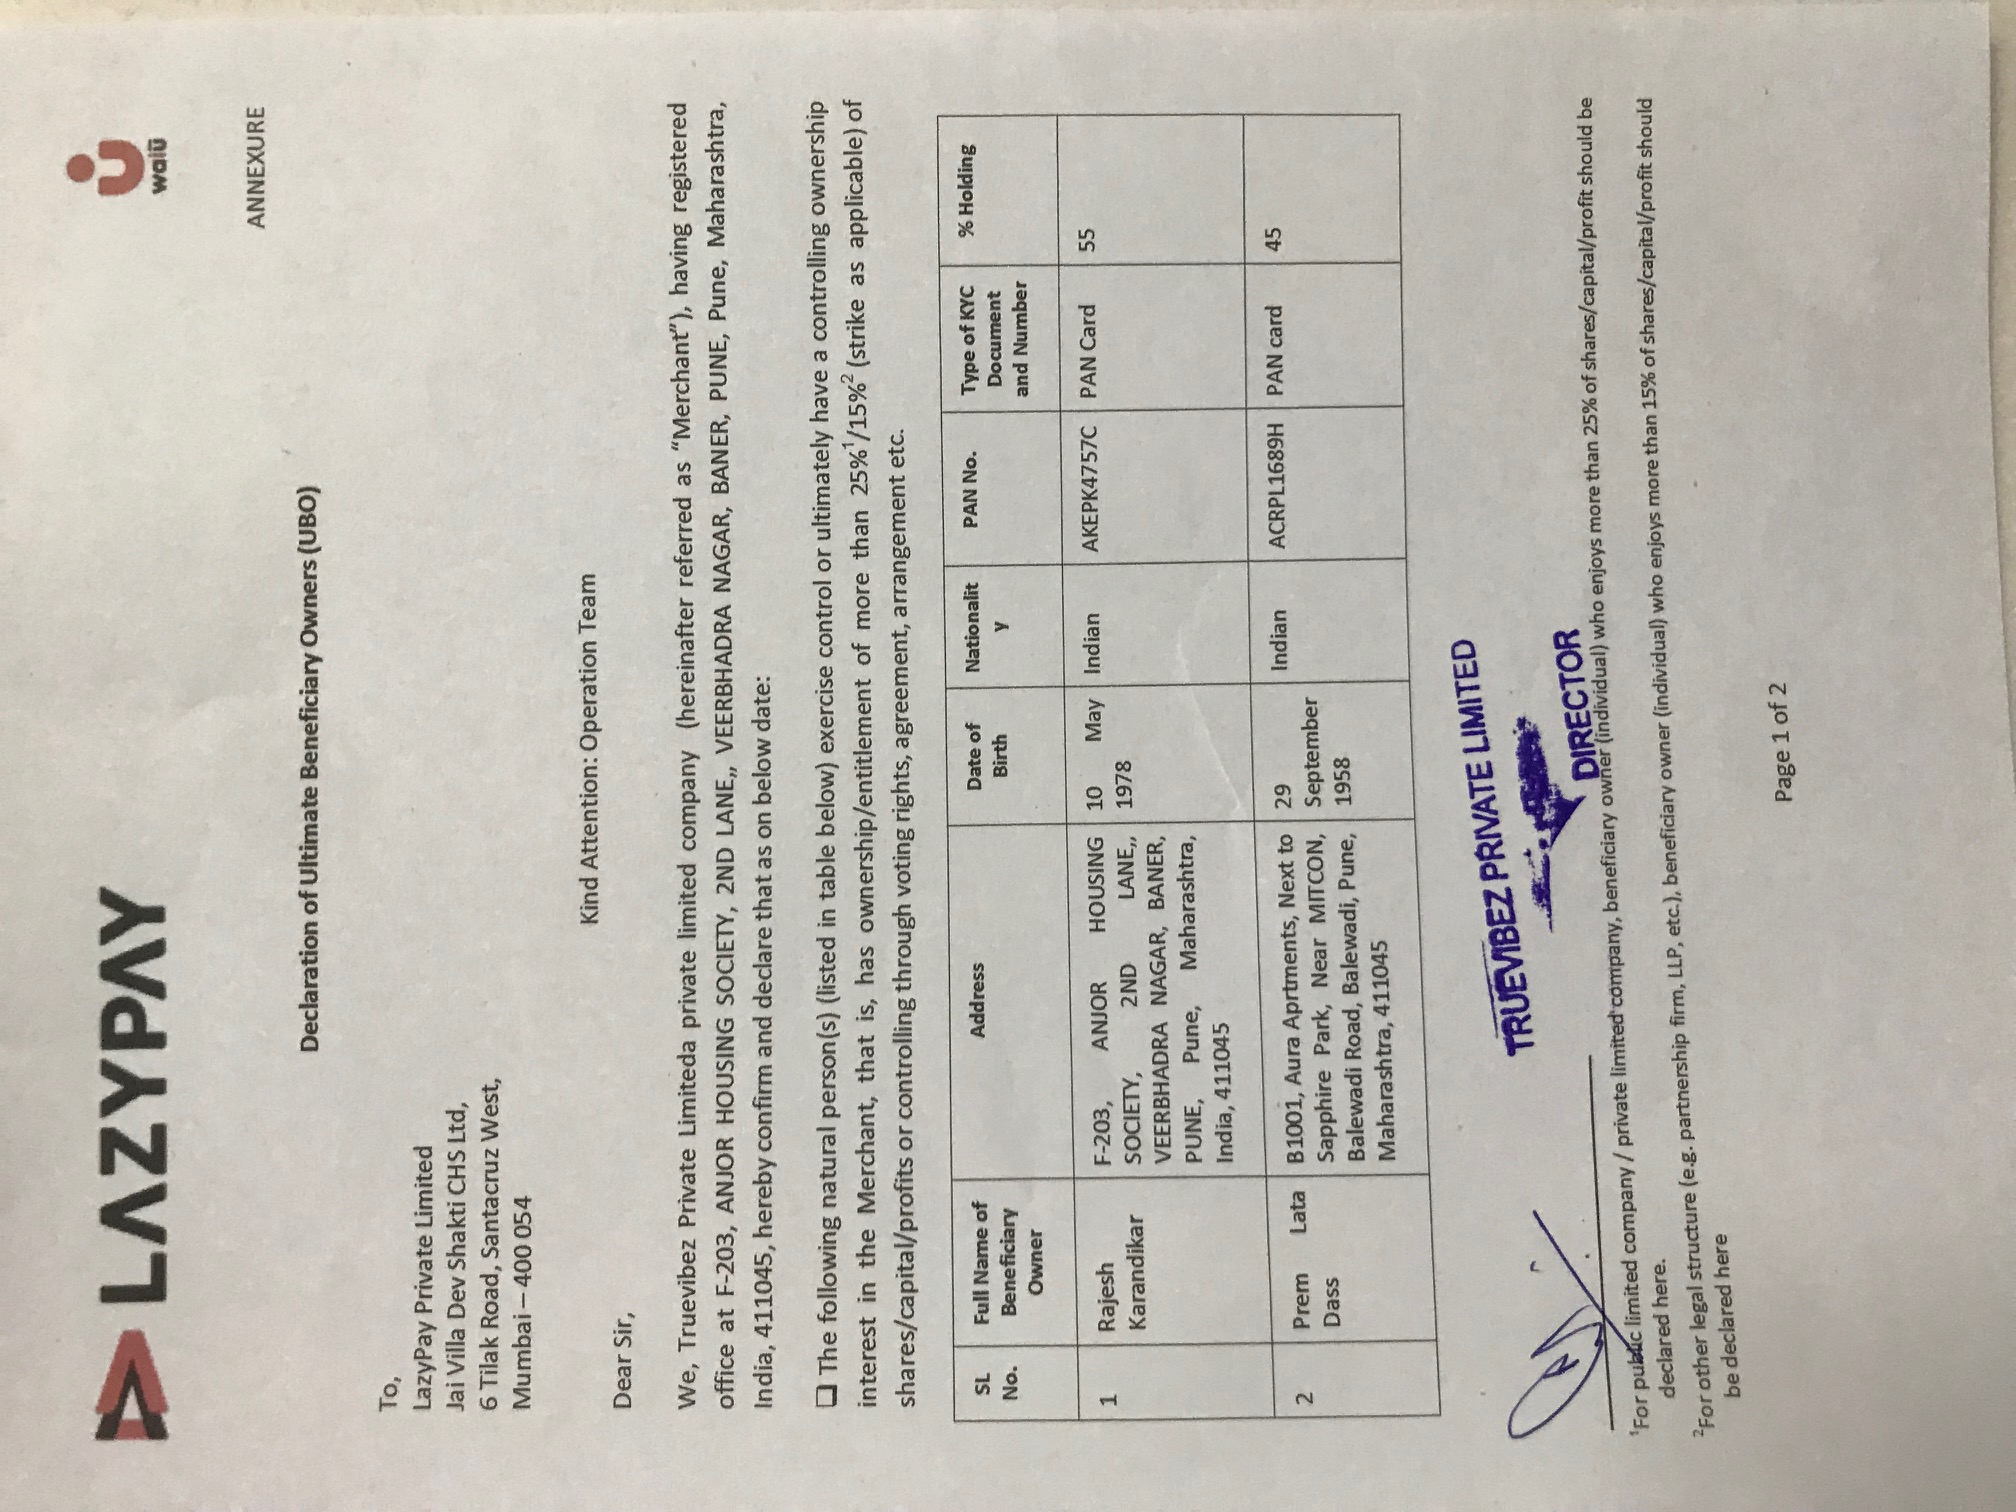 LAZYPAY
waiū
ANNEXURE
Declaration of Ultimate Beneficiary Owners (UBO)
To,
LazyPay Private Limited
Jai Villa Dev Shakti CHS Ltd,
6 Tilak Road, Santacruz West,
Mumbai – 400 054
Kind Attention: Operation Team
Dear Sir,
We, Truevibez Private Limiteda private limited company (hereinafter referred as “Merchant”), having registered
office at F-203, ANJOR HOUSING SOCIETY, 2ND LANE,, VEERBHADRA NAGAR, BANER, PUNE, Pune, Maharashtra,
India, 411045, hereby confirm and declare that as on below date:
❑ The following natural person(s) (listed in table below) exercise control or ultimately have a controlling ownership
interest in the Merchant, that is, has ownership/entitlement of more than 25%¹/15%² (strike as applicable) of
shares/capital/profits or controlling through voting rights, agreement, arrangement etc.
SL No. Full Name of Beneficiary Owner Address Date of Birth Nationality PAN No. Type of KYC Document and Number % Holding
1 Rajesh Karandikar F-203, ANJOR HOUSING SOCIETY, 2ND LANE,, VEERBHADRA NAGAR, BANER, PUNE, Pune, Maharashtra, India, 411045 10 May 1978 Indian AKEPK4757C PAN Card 55
2 Prem Lata Dass B1001, Aura Aprtments, Next to Sapphire Park, Near MITCON, Balewadi Road, Balewadi, Pune, Maharashtra, 411045 29 September 1958 Indian ACRPL1689H PAN card 45
TRUEVIBEZ PRIVATE LIMITED
DIRECTOR
¹For public limited company / private limited company, beneficiary owner (individual) who enjoys more than 25% of shares/capital/profit should be
declared here.
²For other legal structure (e.g. partnership firm, LLP, etc.), beneficiary owner (individual) who enjoys more than 15% of shares/capital/profit should
be declared here
Page 1 of 2